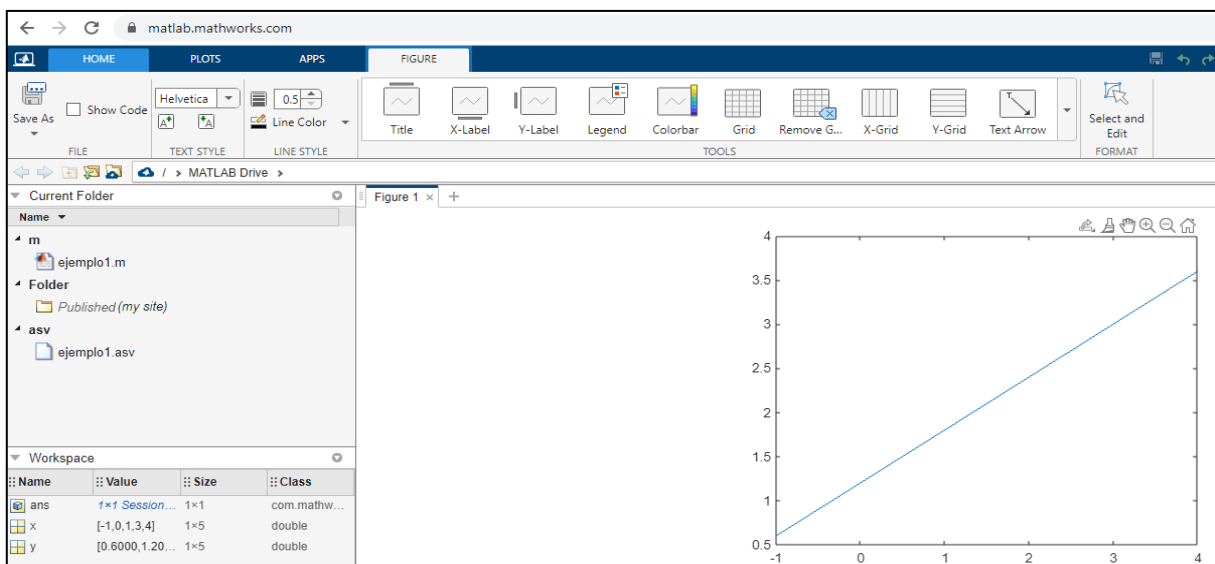 matlab.mathworks.com
HOME PLOTS APPS FIGURE
Save As Show Code Helvetica 0.5 Line Color Title X-Label Y-Label Legend Colorbar Grid Remove G... X-Grid Y-Grid Text Arrow Select and Edit
FILE TEXT STYLE LINE STYLE TOOLS FORMAT
/ > MATLAB Drive >
Current Folder
Name
m
ejemplo1.m
Folder
Published (my site)
asv
ejemplo1.asv
Workspace
Name Value Size Class
ans 1×1 Session... 1×1 com.mathw...
x [-1,0,1,3,4] 1×5 double
y [0.6000,1.20... 1×5 double
Figure 1 × +
4
3.5
3
2.5
2
1.5
1
0.5
-1 0 1 2 3 4